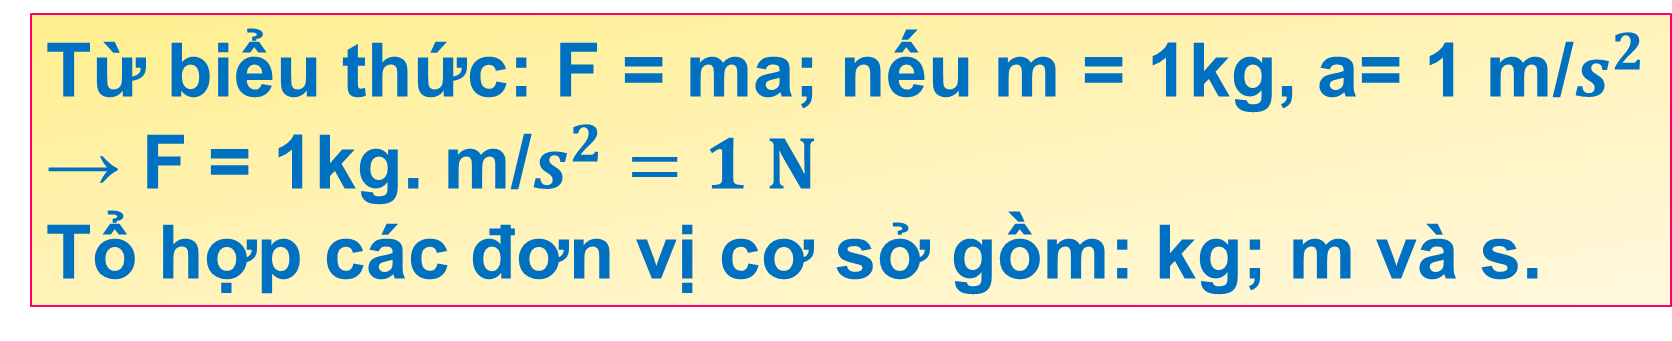 Từ biểu thức: F = ma; nếu m = 1kg, a= 1 m/s²
→ F = 1kg. m/s² = 1 N
Tổ hợp các đơn vị cơ sở gồm: kg; m và s.